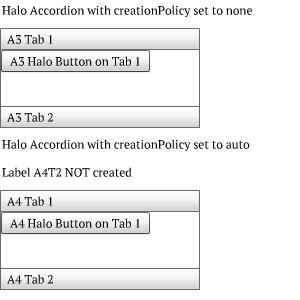 Halo Accordion with creationPolicy set to none
A3 Tab 1
A3 Halo Button on Tab 1
A3 Tab 2
Halo Accordion with creationPolicy set to auto
Label A4T2 NOT created
A4 Tab 1
A4 Halo Button on Tab 1
A4 Tab 2